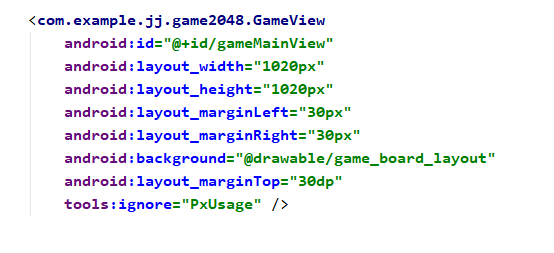 <com.example.jj.game2048.GameView
android:id="@+id/gameMainView"
android:layout_width="1020px"
android:layout_height="1020px"
android:layout_marginLeft="30px"
android:layout_marginRight="30px"
android:background="@drawable/game_board_layout"
android:layout_marginTop="30dp"
tools:ignore="PxUsage" />